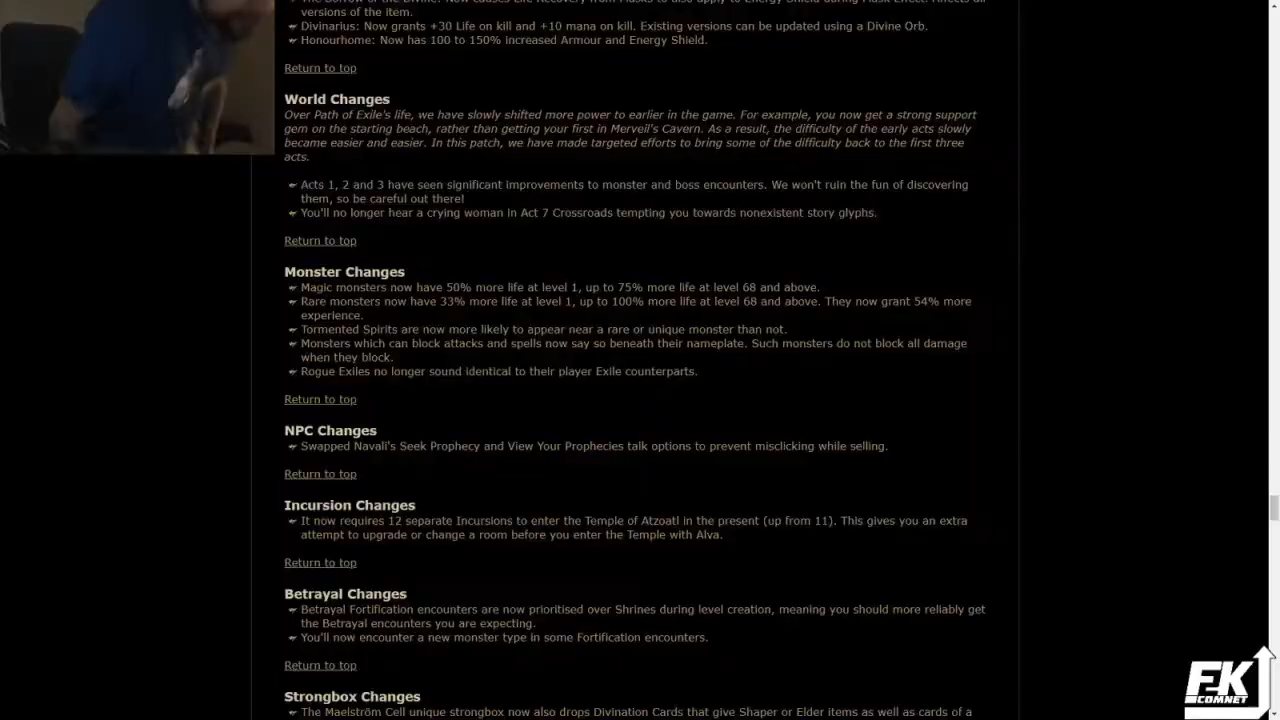 versions of the item.
Divinarius: Now grants +30 Life on kill and +10 mana on kill. Existing versions can be updated using a Divine Orb.
Honourhome: Now has 100 to 150% increased Armour and Energy Shield.
Return to top
World Changes
Over Path of Exile's life, we have slowly shifted more power to earlier in the game. For example, you now get a strong support
gem on the starting beach, rather than getting your first in Merveil's Cavern. As a result, the difficulty of the early acts slowly
became easier and easier. In this patch, we have made targeted efforts to bring some of the difficulty back to the first three
acts.
Acts 1, 2 and 3 have seen significant improvements to monster and boss encounters. We won't ruin the fun of discovering
them, so be careful out there!
You'll no longer hear a crying woman in Act 7 Crossroads tempting you towards nonexistent story glyphs.
Return to top
Monster Changes
Magic monsters now have 50% more life at level 1, up to 75% more life at level 68 and above.
Rare monsters now have 33% more life at level 1, up to 100% more life at level 68 and above. They now grant 54% more
experience.
Tormented Spirits are now more likely to appear near a rare or unique monster than not.
Monsters which can block attacks and spells now say so beneath their nameplate. Such monsters do not block all damage
when they block.
Rogue Exiles no longer sound identical to their player Exile counterparts.
Return to top
NPC Changes
Swapped Navali's Seek Prophecy and View Your Prophecies talk options to prevent misclicking while selling.
Return to top
Incursion Changes
It now requires 12 separate Incursions to enter the Temple of Atzoatl in the present (up from 11). This gives you an extra
attempt to upgrade or change a room before you enter the Temple with Alva.
Return to top
Betrayal Changes
Betrayal Fortification encounters are now prioritised over Shrines during level creation, meaning you should more reliably get
the Betrayal encounters you are expecting.
You'll now encounter a new monster type in some Fortification encounters.
Return to top
Strongbox Changes
The Maelström Cell unique strongbox now also drops Divination Cards that give Shaper or Elder items as well as cards of a
COMNET